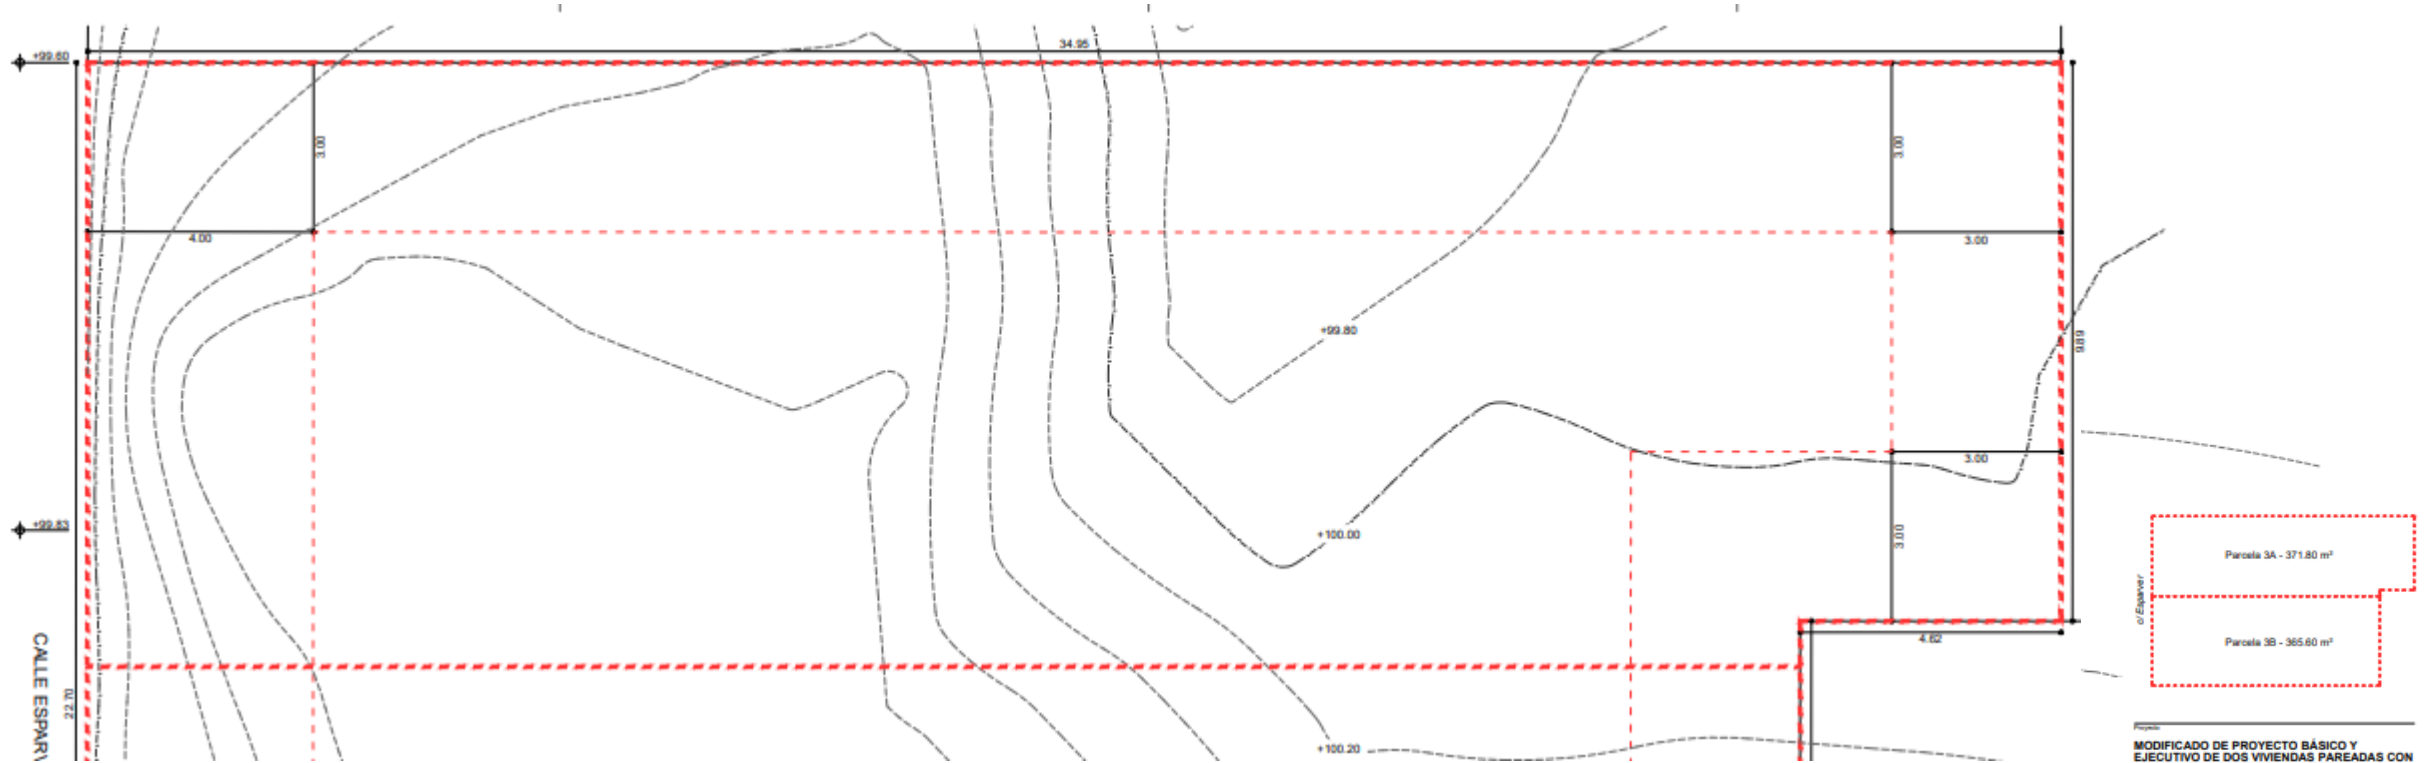 34.95
+99.60
3.00
3.00
4.00
3.00
+99.80
9.89
3.00
+99.83
+100.00
3.00
Parcela 3A - 371.80 m²
c/Esparver
4.62
Parcela 3B - 365.60 m²
CALLE ESPARV
22.70
+100.20
Proyecto
MODIFICADO DE PROYECTO BÁSICO Y
EJECUTIVO DE DOS VIVIENDAS PAREADAS CON